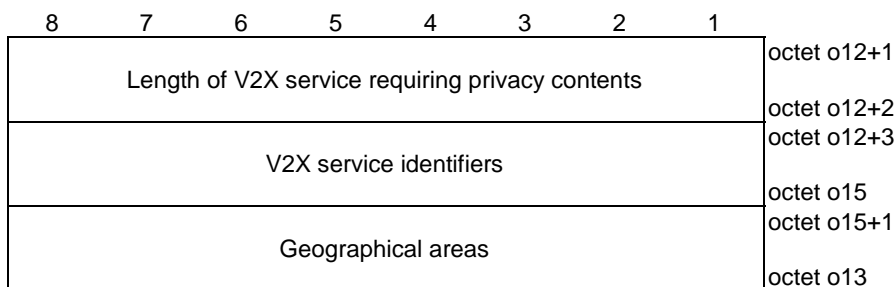 8 7 6 5 4 3 2 1
octet o12+1
Length of V2X service requiring privacy contents
octet o12+2
octet o12+3
V2X service identifiers
octet o15
octet o15+1
Geographical areas
octet o13